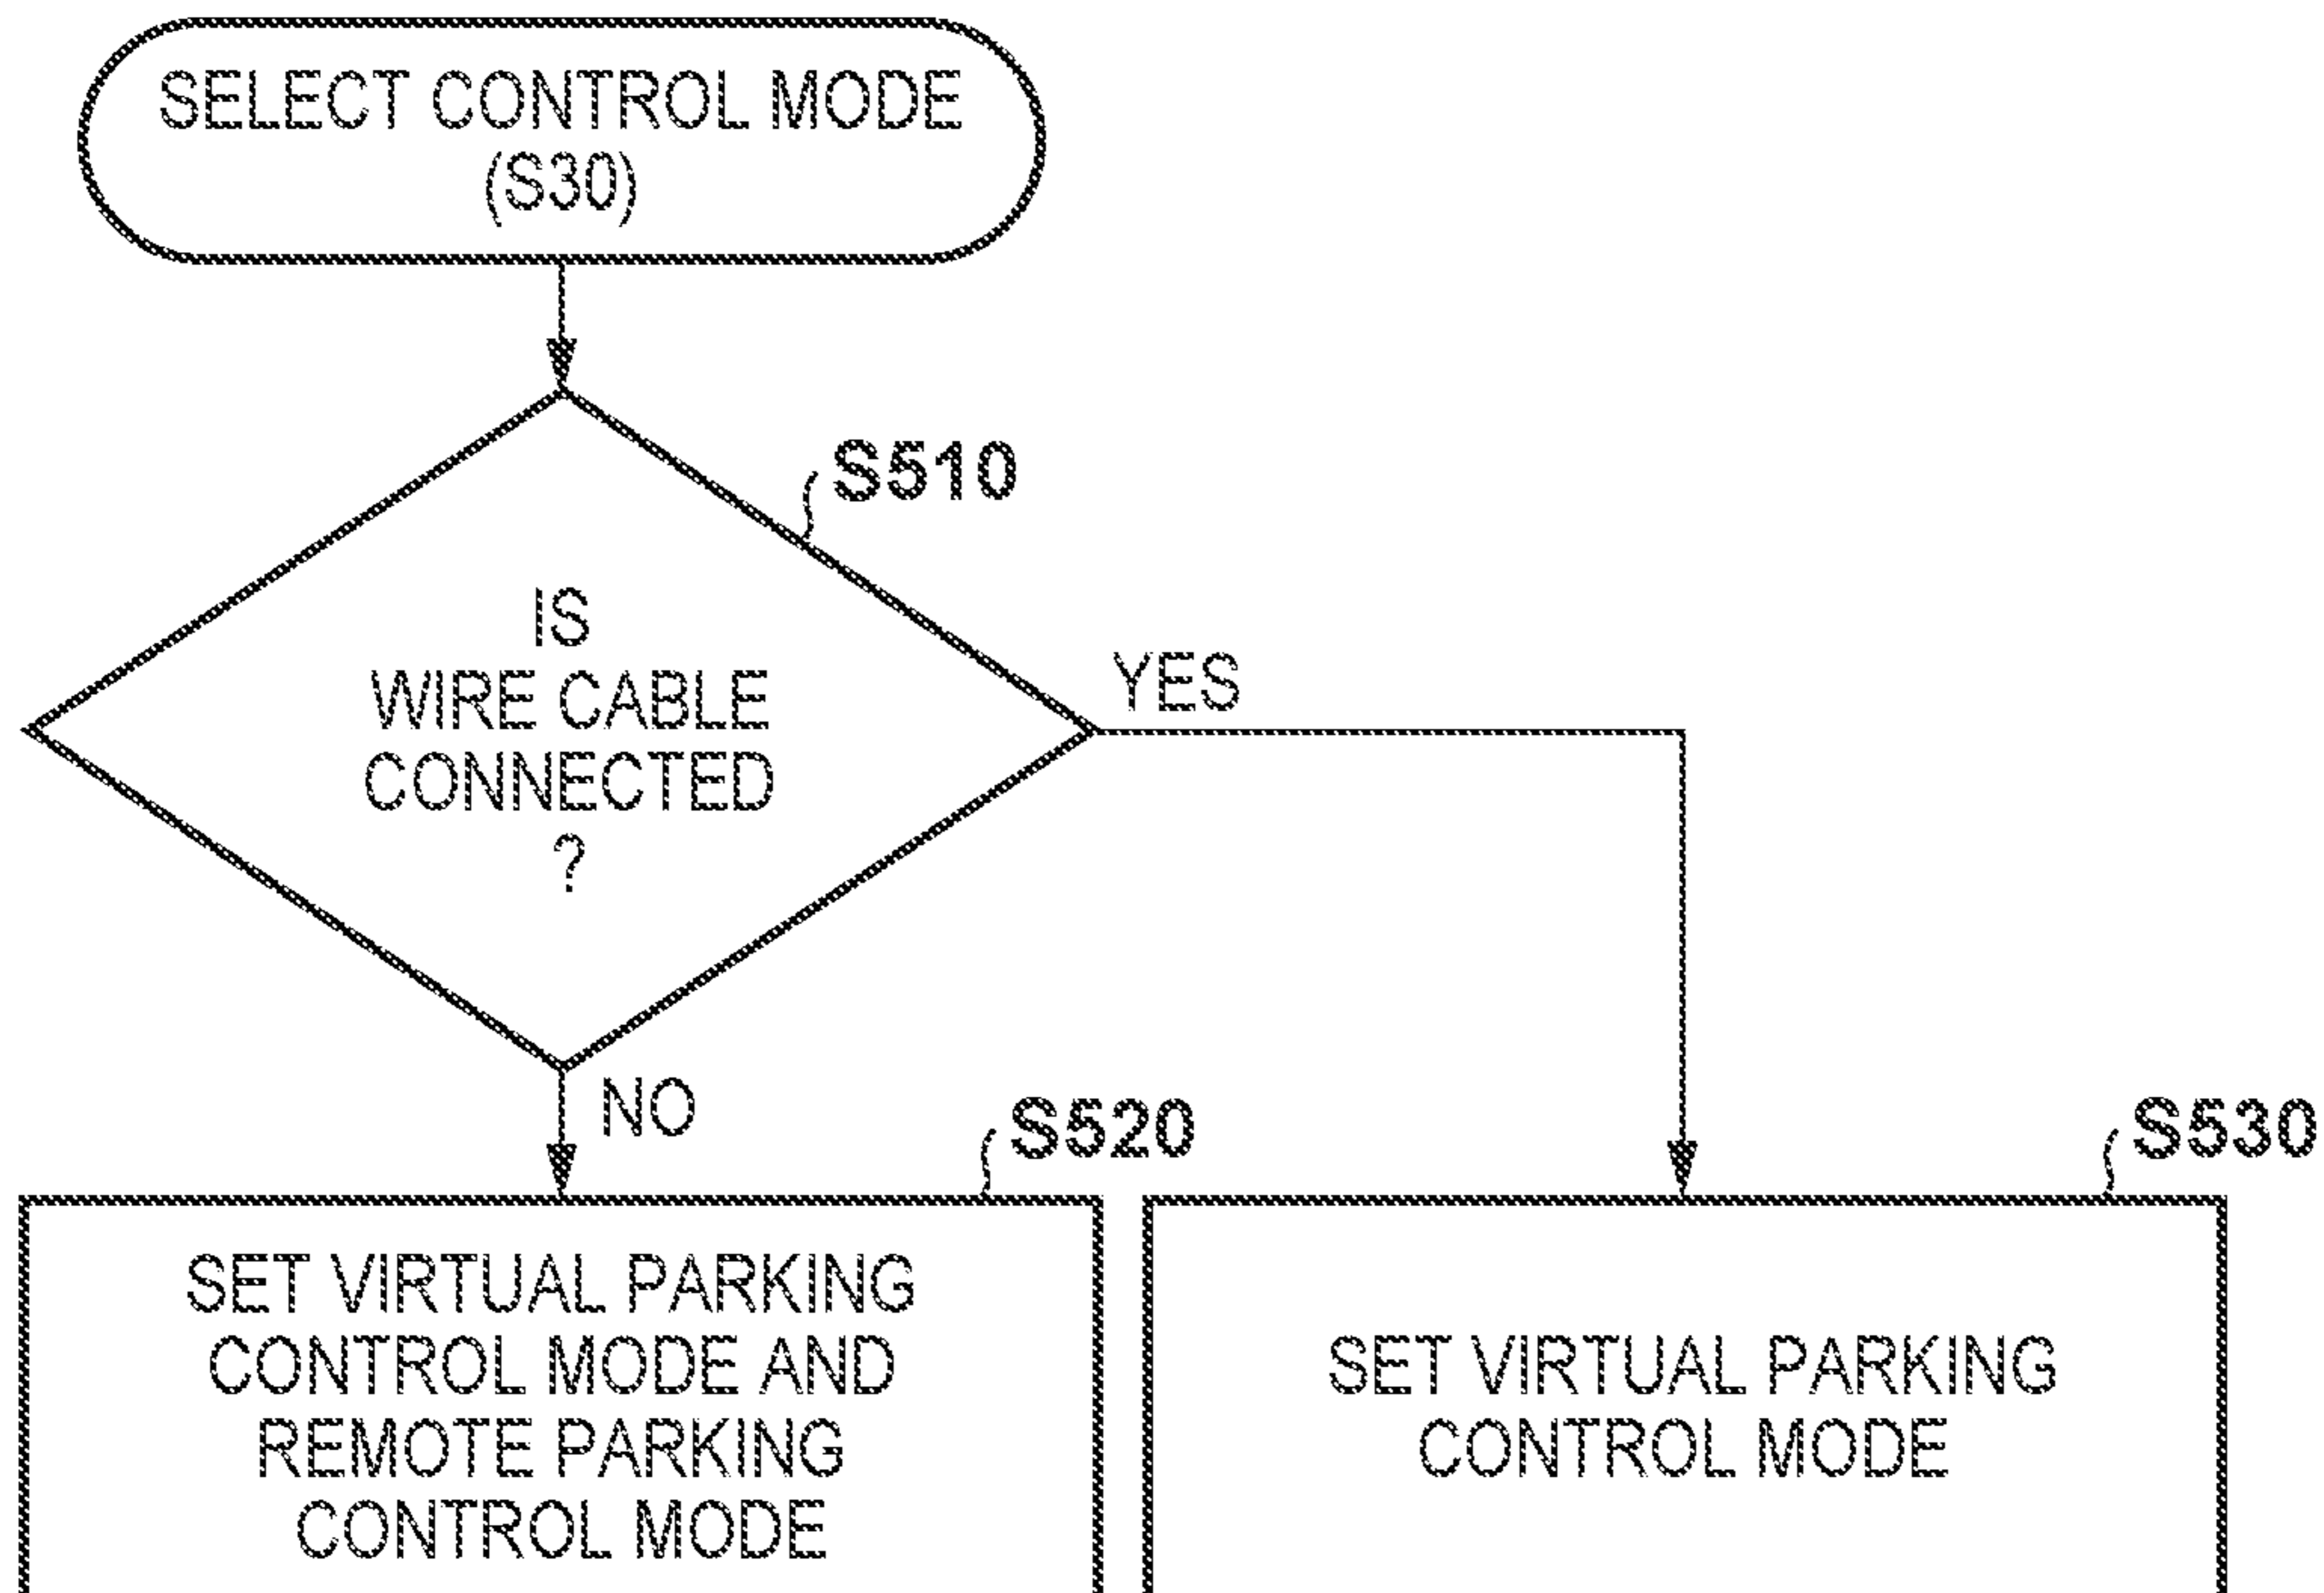 SELECT CONTROL MODE
(S30)
S510
IS
WIRE CABLE
CONNECTED
?
YES
NO
S520
S530
SET VIRTUAL PARKING
CONTROL MODE AND
REMOTE PARKING
CONTROL MODE
SET VIRTUAL PARKING
CONTROL MODE